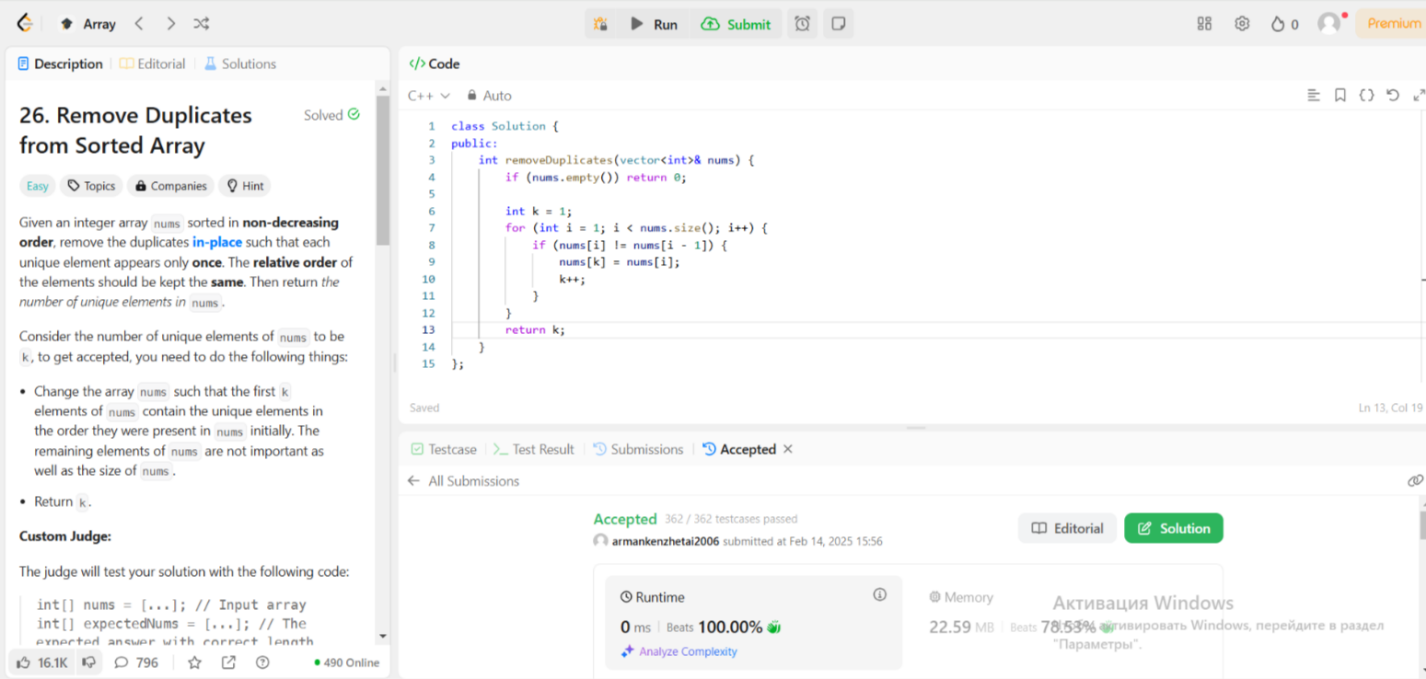 Array
Run
Submit
0
Premium
Description
Editorial
Solutions
26. Remove Duplicates
from Sorted Array
Solved
Easy
Topics
Companies
Hint
Given an integer array nums sorted in non-decreasing
order, remove the duplicates in-place such that each
unique element appears only once. The relative order of
the elements should be kept the same. Then return the
number of unique elements in nums.
Consider the number of unique elements of nums to be
k, to get accepted, you need to do the following things:
• Change the array nums such that the first k
elements of nums contain the unique elements in
the order they were present in nums initially. The
remaining elements of nums are not important as
well as the size of nums.
• Return k.
Custom Judge:
The judge will test your solution with the following code:
int[] nums = [...]; // Input array
int[] expectedNums = [...]; // The
expected answer with correct length
16.1K
796
490 Online
</> Code
C++
Auto
1 class Solution {
2 public:
3 int removeDuplicates(vector<int>& nums) {
4 if (nums.empty()) return 0;
5
6 int k = 1;
7 for (int i = 1; i < nums.size(); i++) {
8 if (nums[i] != nums[i - 1]) {
9 nums[k] = nums[i];
10 k++;
11 }
12 }
13 return k;
14 }
15 };
Saved
Ln 13, Col 19
Testcase
Test Result
Submissions
Accepted
All Submissions
Accepted 362 / 362 testcases passed
armankenzhetai2006 submitted at Feb 14, 2025 15:56
Editorial
Solution
Runtime
0 ms Beats 100.00%
Analyze Complexity
Memory
22.59 MB Beats 78.53%
Активация Windows
активировать Windows, перейдите в раздел
"Параметры".